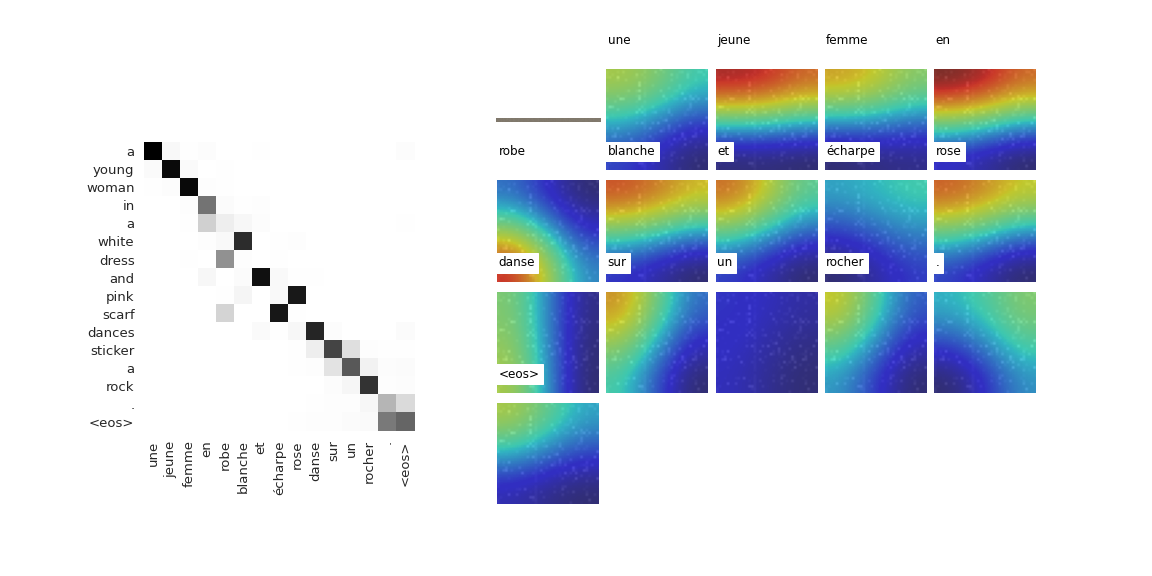 a
young
woman
in
a
white
dress
and
pink
scarf
dances
sticker
a
rock
.
<eos>
une
jeune
femme
en
robe
blanche
et
écharpe
rose
danse
sur
un
rocher
.
<eos>
une jeune femme en
robe blanche et écharpe rose
danse sur un rocher .
<eos>